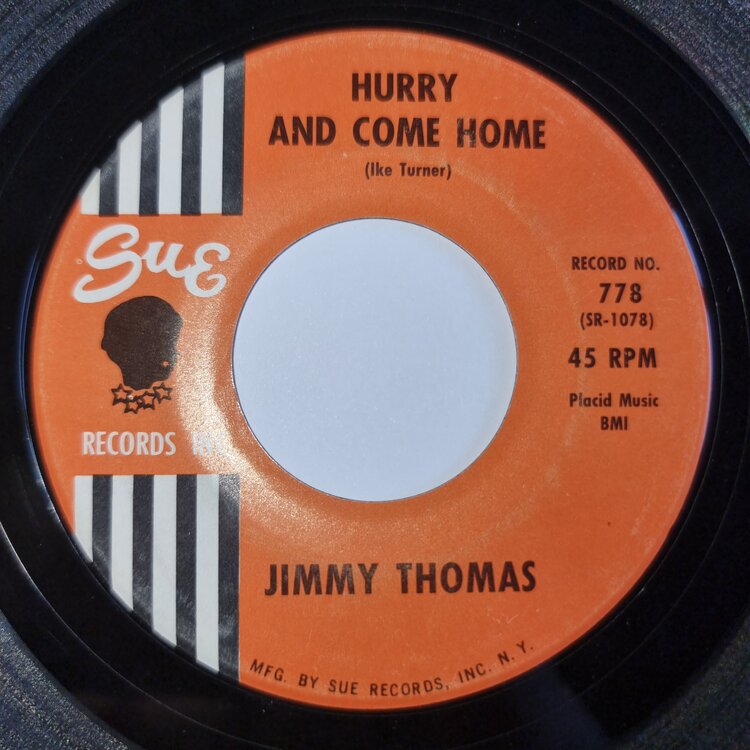 HURRY
AND COME HOME
(Ike Turner)
Sue
RECORDS
RECORD NO.
778
(SR-1078)
45 RPM
Placid Music
BMI
JIMMY THOMAS
MFG. BY SUE RECORDS, INC. N. Y.